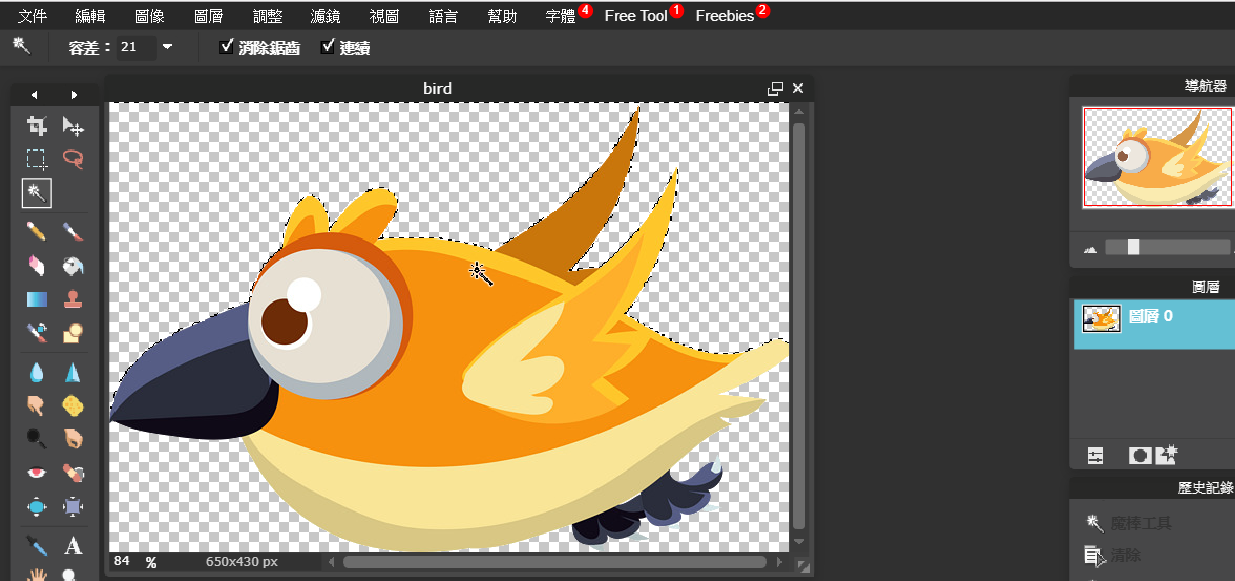 文件 編輯 圖像 圖層 調整 濾鏡 視圖 語言 幫助 字體 4 Free Tool 1 Freebies 2
容差： 21 消除鋸齒 連續
bird
導航器
圖層
圖層 0
歷史記錄
魔棒工具
清除
84 % 650x430 px